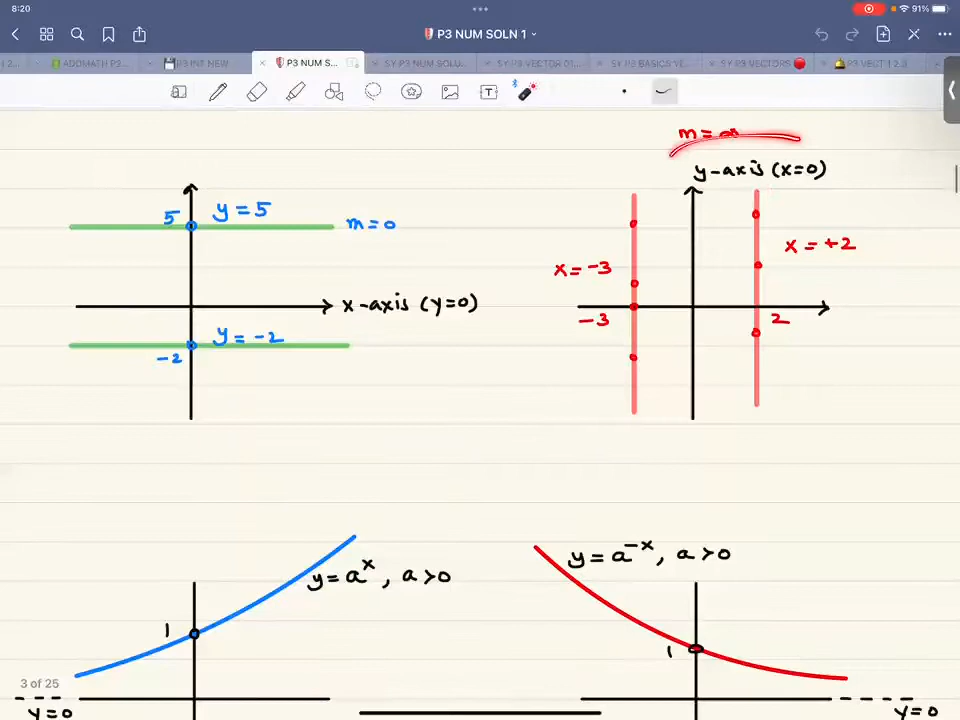 8:20
91%
P3 NUM SOLN 1
ADDMATH P3...
P3 INT NEW
P3 NUM S...
SY P3 NUM SOLU...
SY P3 VECTOR 01...
SY P3 BASICS VE...
SY P3 VECTORS
P3 VECT 1 2 3
m = ∞
y-axis (x=0)
5
y = 5
m = 0
x = +2
x = -3
x-axis (y=0)
-3
2
y = -2
-2
y = a^-x, a>0
y = a^x, a>0
1
1
3 of 25
y=0
y=0